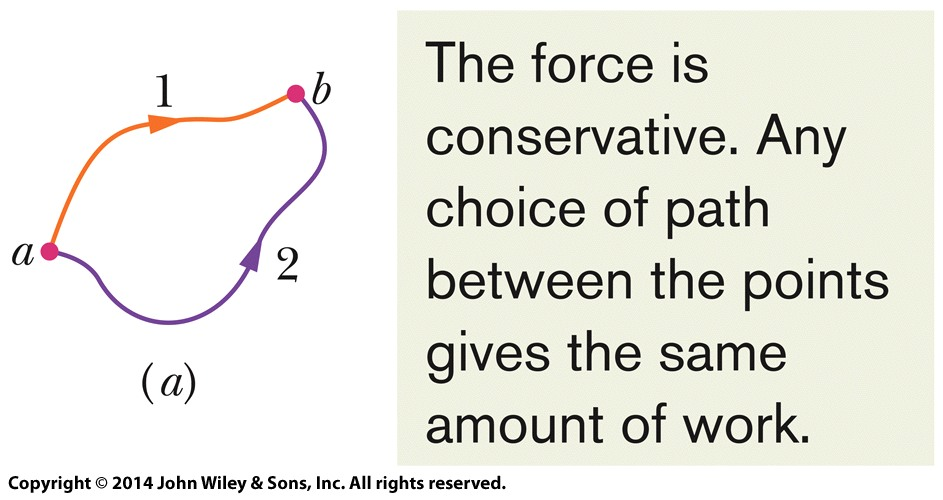 1
b
a
2
(a)
The force is
conservative. Any
choice of path
between the points
gives the same
amount of work.
Copyright © 2014 John Wiley & Sons, Inc. All rights reserved.